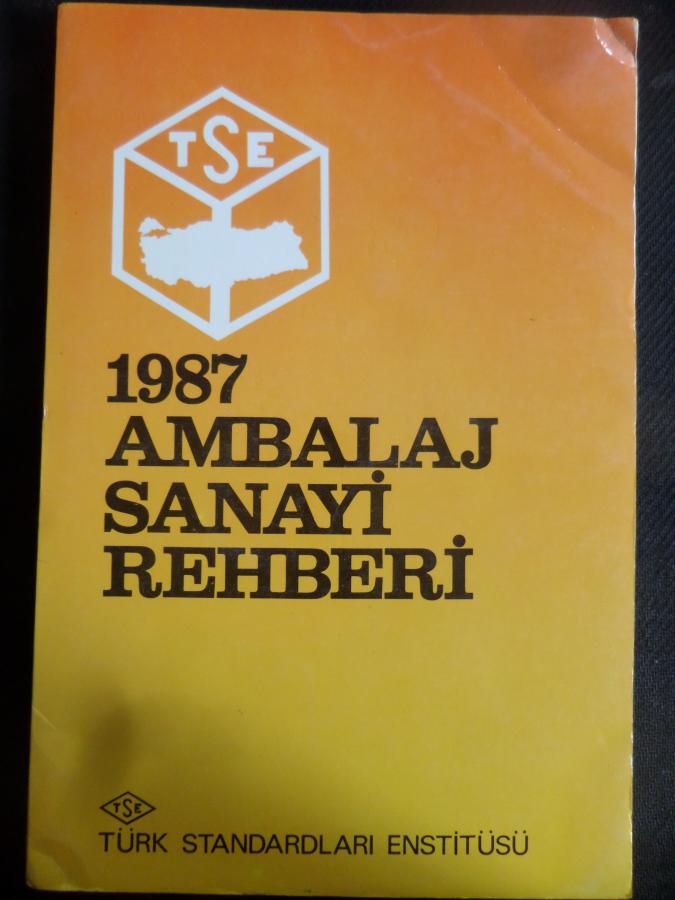 TSE
1987
AMBALAJ
SANAYİ
REHBERİ
TSE
TÜRK STANDARDLARI ENSTİTÜSÜ